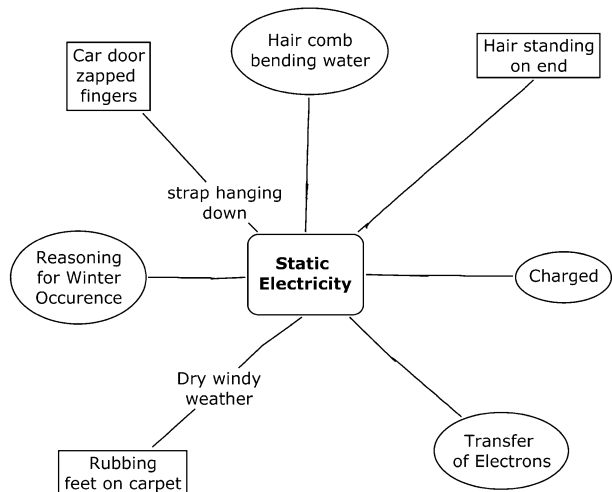 Car door
zapped
fingers
Hair comb
bending water
Hair standing
on end
strap hanging
down
Reasoning
for Winter
Occurence
Static
Electricity
Charged
Dry windy
weather
Rubbing
feet on carpet
Transfer
of Electrons